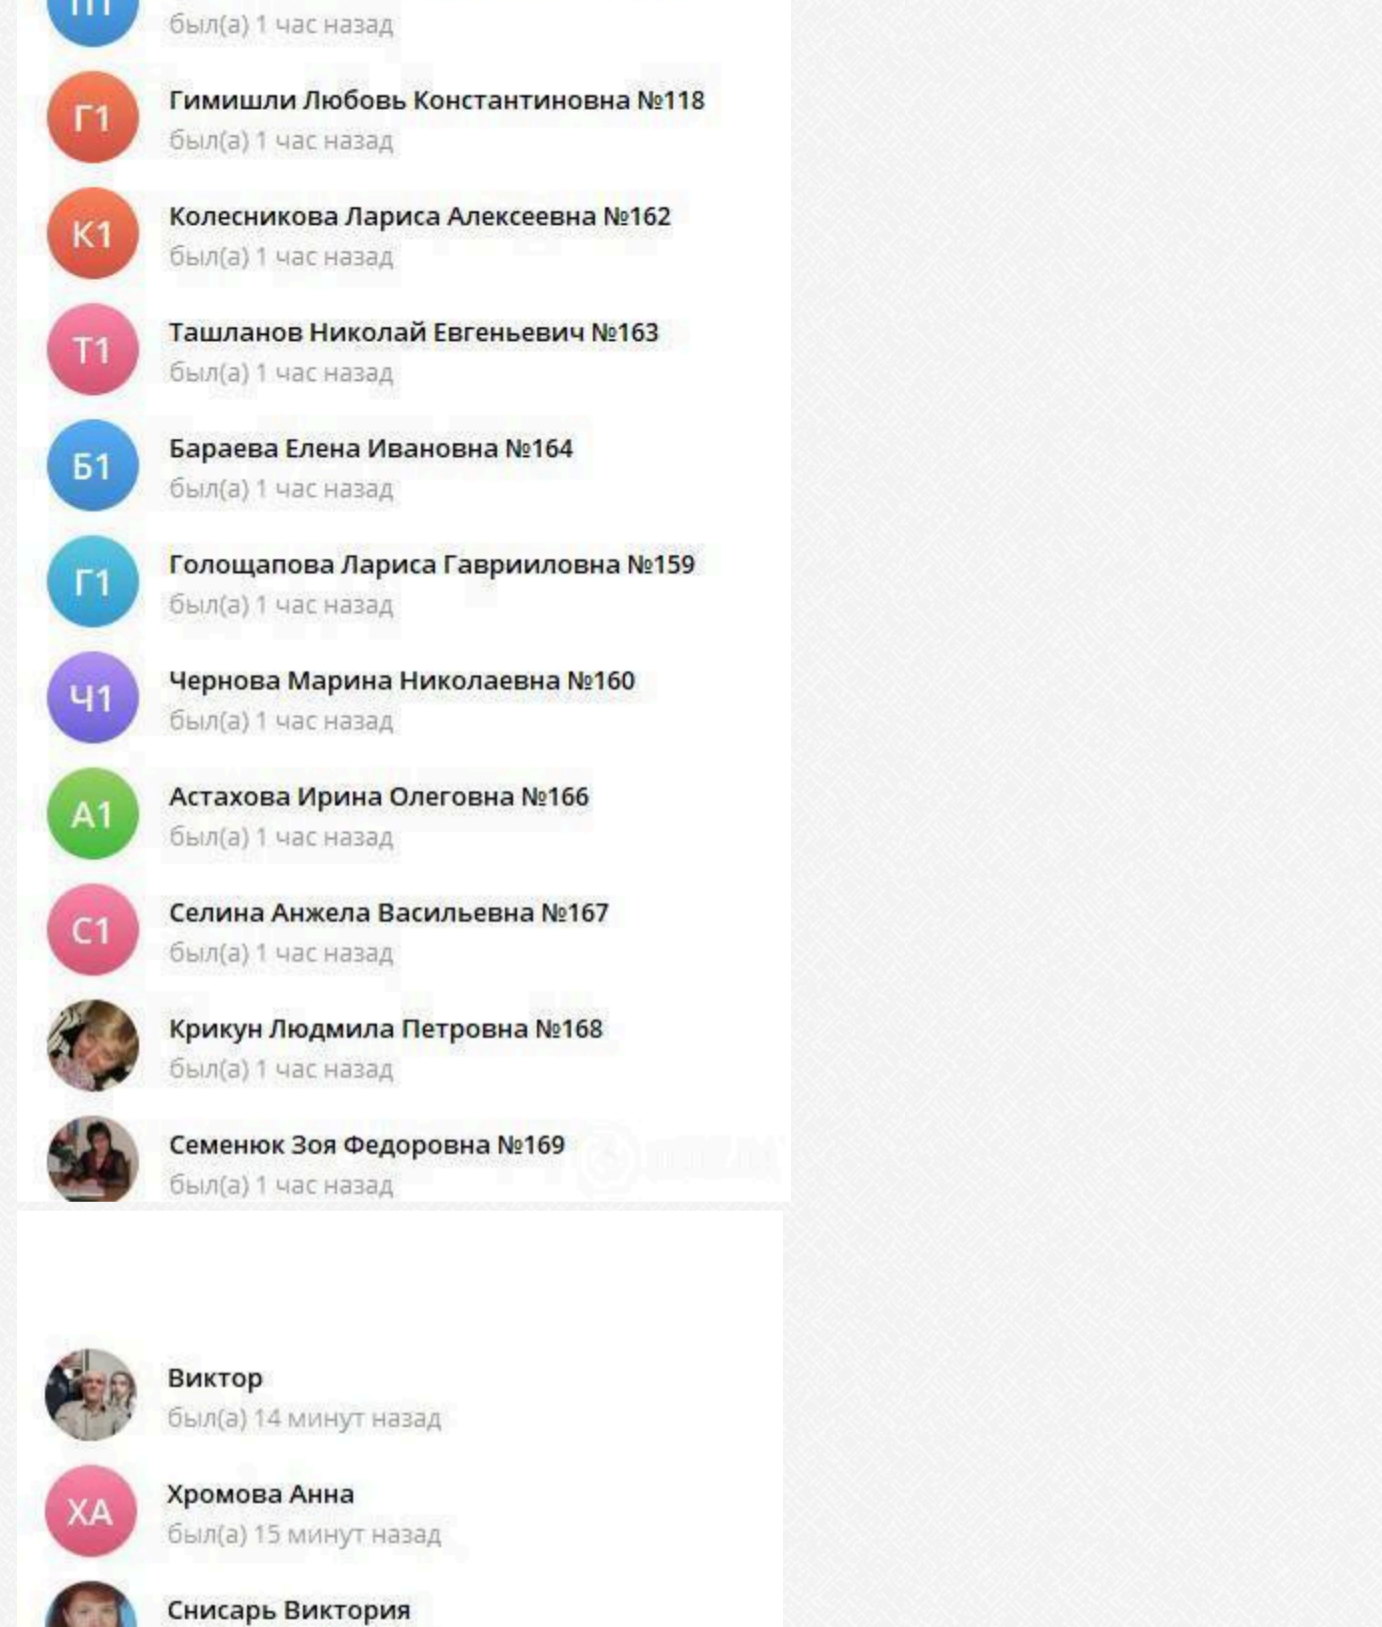 был(а) 1 час назад
Г1
Гимишли Любовь Константиновна №118
был(а) 1 час назад
К1
Колесникова Лариса Алексеевна №162
был(а) 1 час назад
Т1
Ташланов Николай Евгеньевич №163
был(а) 1 час назад
Б1
Бараева Елена Ивановна №164
был(а) 1 час назад
Г1
Голощапова Лариса Гаврииловна №159
был(а) 1 час назад
Ч1
Чернова Марина Николаевна №160
был(а) 1 час назад
А1
Астахова Ирина Олеговна №166
был(а) 1 час назад
С1
Селина Анжела Васильевна №167
был(а) 1 час назад
Крикун Людмила Петровна №168
был(а) 1 час назад
Семенюк Зоя Федоровна №169
был(а) 1 час назад
Виктор
был(а) 14 минут назад
ХА
Хромова Анна
был(а) 15 минут назад
Снисарь Виктория